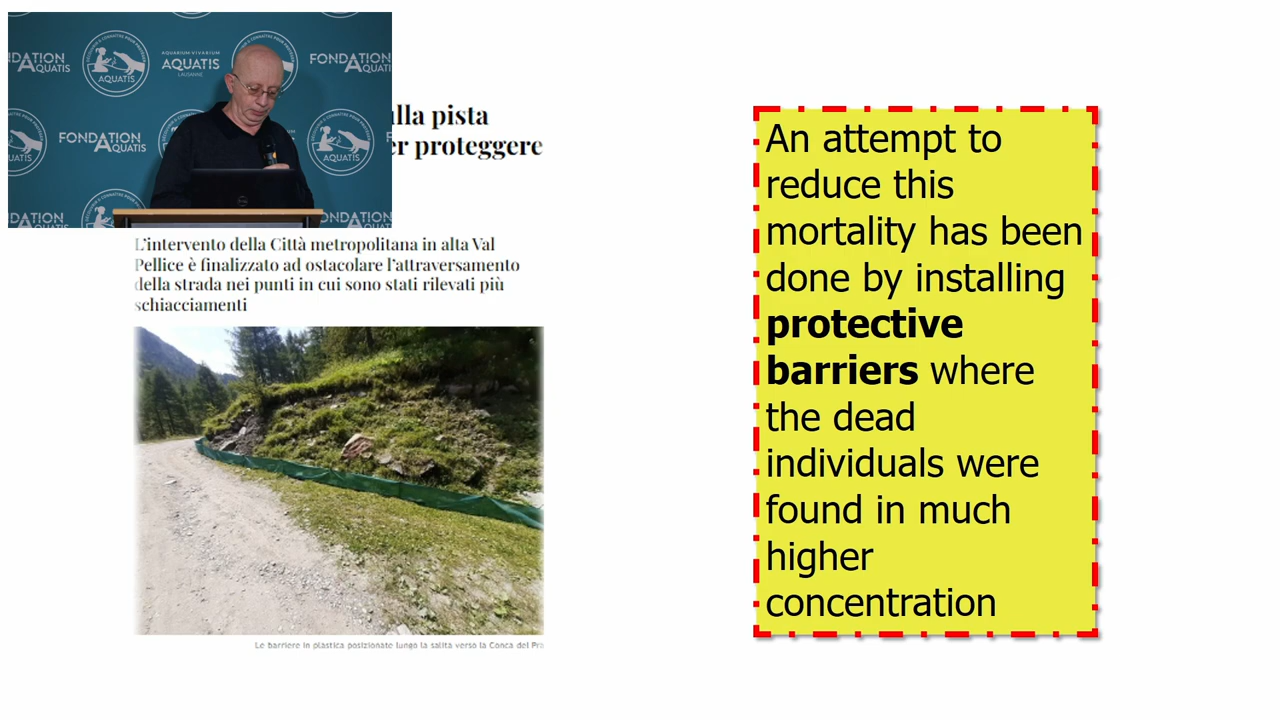 FONDATION
AQUATIS
AQUATIS
AQUARIUM VIVARIUM
AQUATIS
LAUSANNE
FONDATION
AQUATIS
FONDATION
AQUATIS
AQUATIS
FONDATION
ulla pista
er proteggere
L'intervento della Città metropolitana in alta Val
Pellice è finalizzato ad ostacolare l'attraversamento
della strada nei punti in cui sono stati rilevati più
schiacciamenti
Le barriere in plastica posizionate lungo la salita verso la Conca del Pra
An attempt to
reduce this
mortality has been
done by installing
protective
barriers where
the dead
individuals were
found in much
higher
concentration